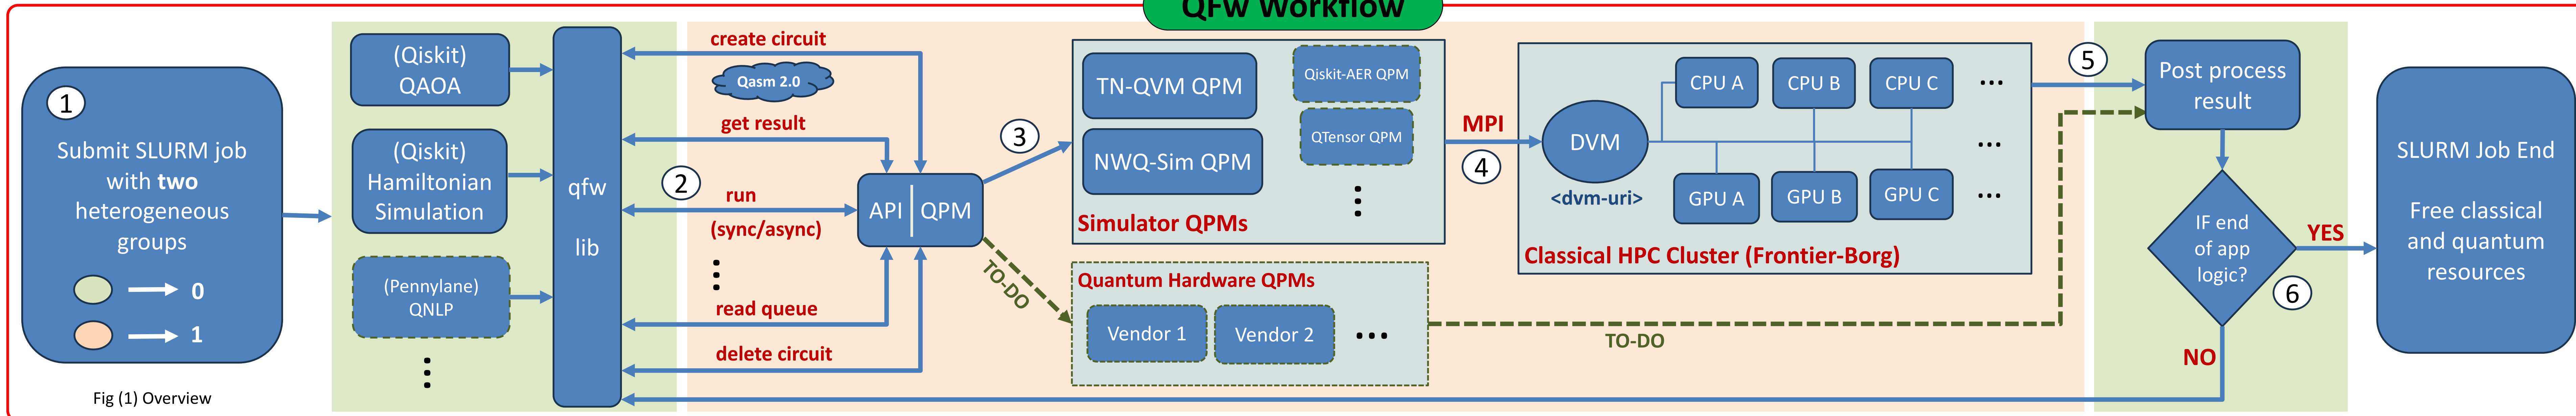 QFw Workflow
1
Submit SLURM job
with two
heterogeneous
groups
0
1
Fig (1) Overview
(Qiskit)
QAOA
(Qiskit)
Hamiltonian
Simulation
(Pennylane)
QNLP
qfw
lib
create circuit
Qasm 2.0
get result
2
run
(sync/async)
read queue
delete circuit
API QPM
3
TO-DO
TN-QVM QPM
NWQ-Sim QPM
Qiskit-AER QPM
QTensor QPM
Simulator QPMs
Quantum Hardware QPMs
Vendor 1
Vendor 2
TO-DO
MPI
4
DVM
<dvm-uri>
CPU A
CPU B
CPU C
GPU A
GPU B
GPU C
Classical HPC Cluster (Frontier-Borg)
5
Post process
result
IF end
of app
logic?
6
YES
NO
SLURM Job End
Free classical
and quantum
resources